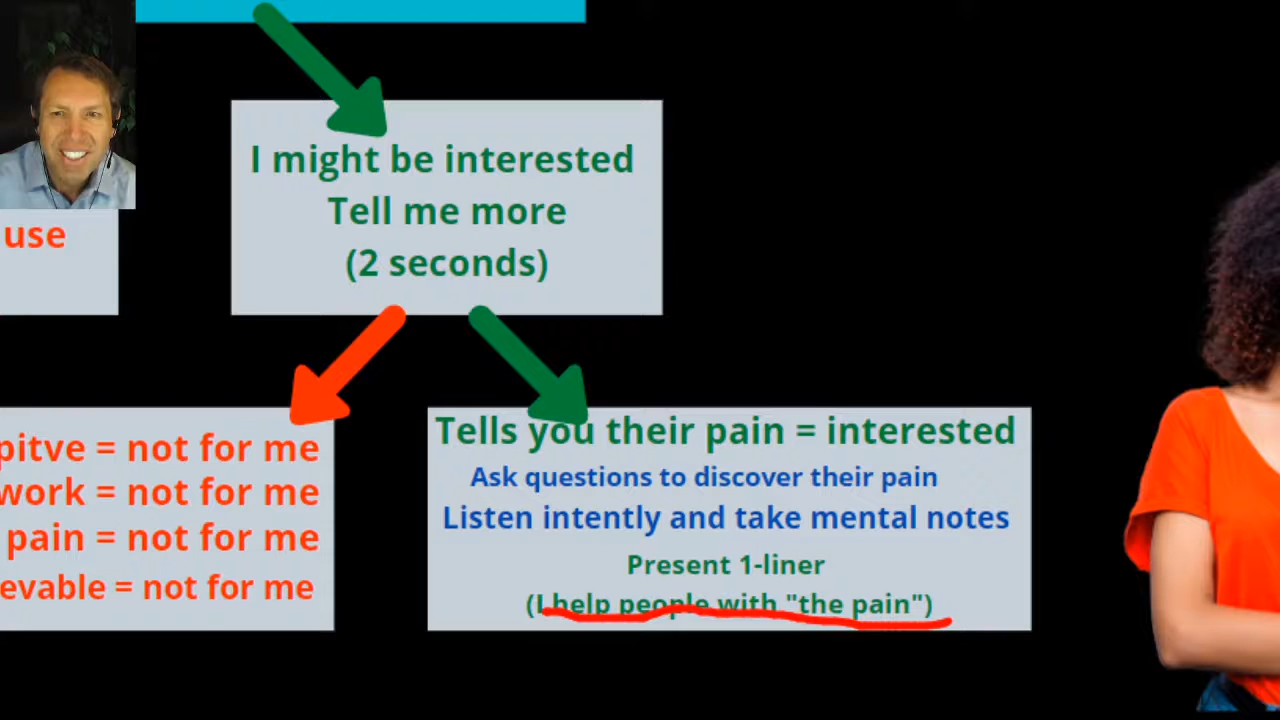 use
I might be interested
Tell me more
(2 seconds)
pitve = not for me
work = not for me
pain = not for me
evable = not for me
Tells you their pain = interested
Ask questions to discover their pain
Listen intently and take mental notes
Present 1-liner
(I help people with "the pain")